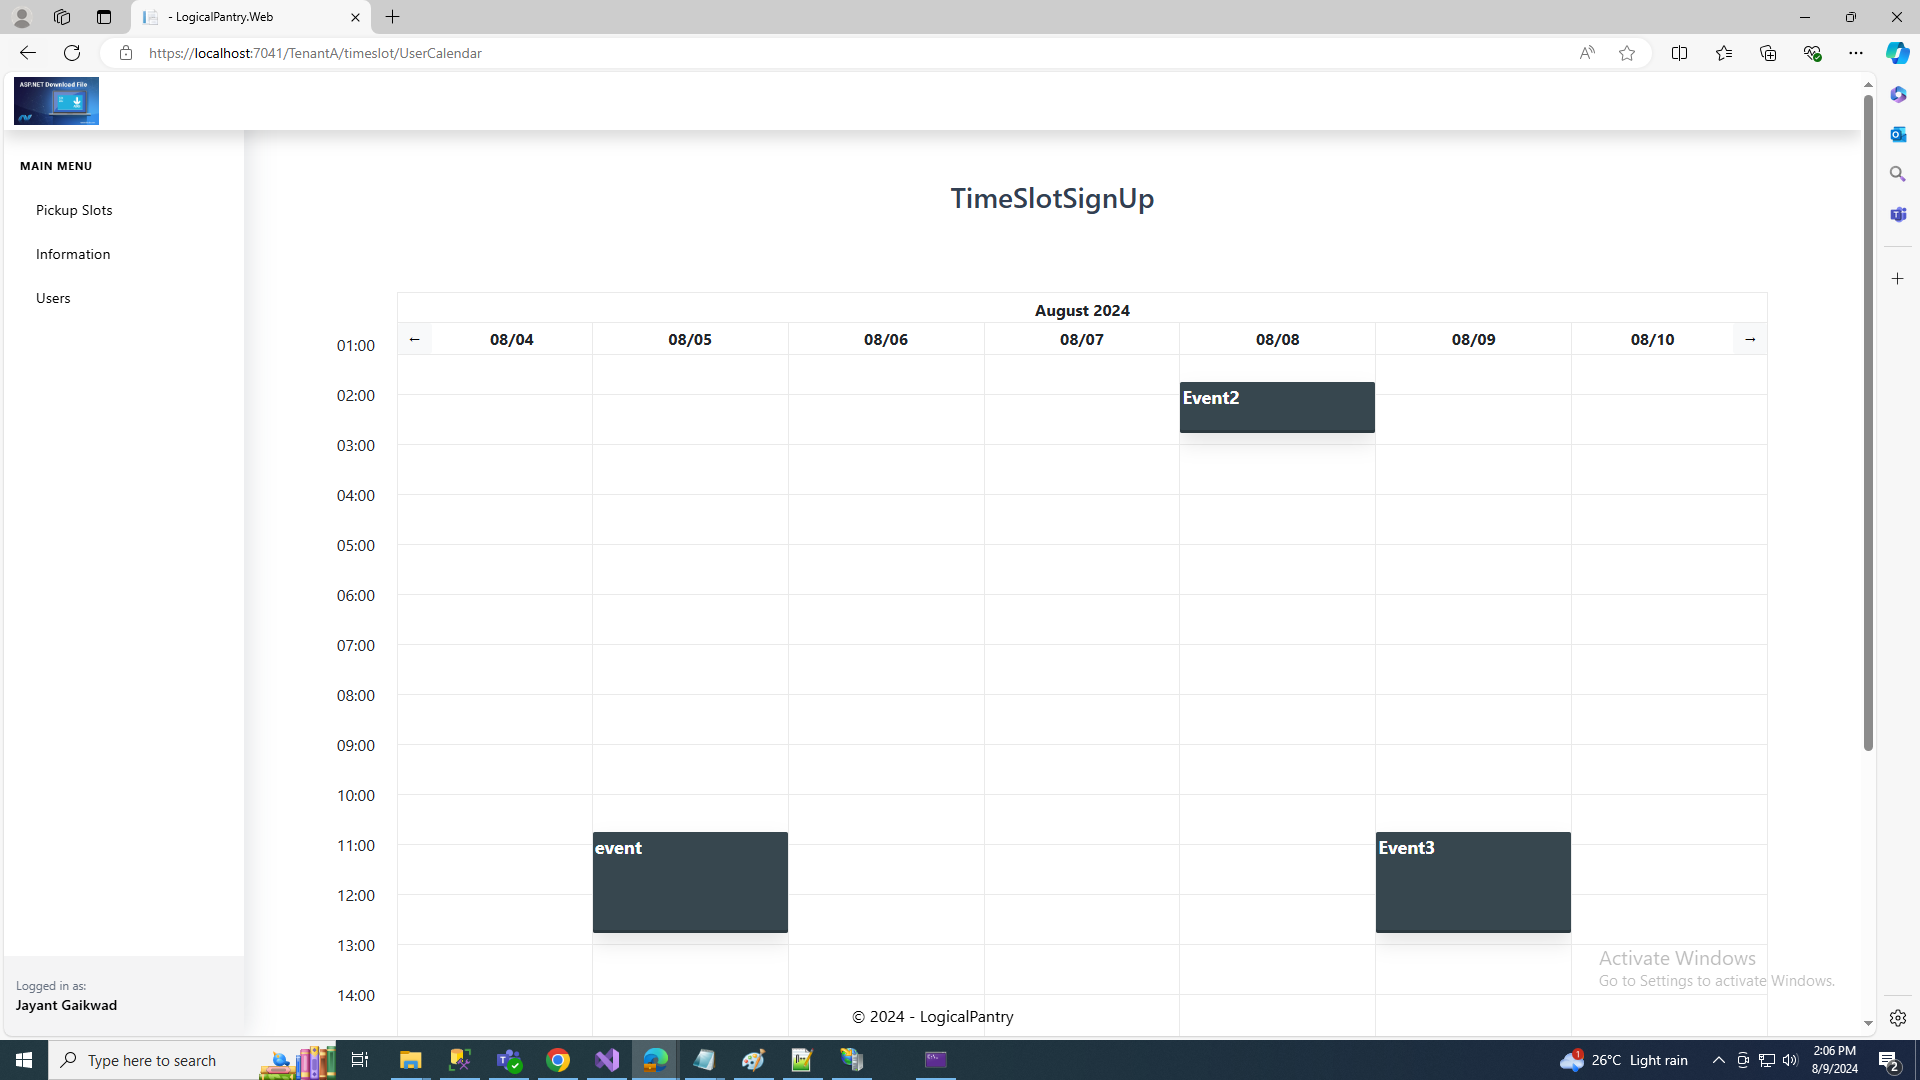 - LogicalPantry.Web
https://localhost:7041/TenantA/timeslot/UserCalendar
ASP.NET Download File
MAIN MENU
Pickup Slots
Information
Users
TimeSlotSignUp
August 2024
← 08/04 08/05 08/06 08/07 08/08 08/09 08/10 →
01:00
02:00
Event2
03:00
04:00
05:00
06:00
07:00
08:00
09:00
10:00
11:00
event
Event3
12:00
13:00
14:00
Activate Windows
Go to Settings to activate Windows.
Logged in as:
Jayant Gaikwad
© 2024 - LogicalPantry
Type here to search
1
26°C Light rain
2:06 PM
8/9/2024
2